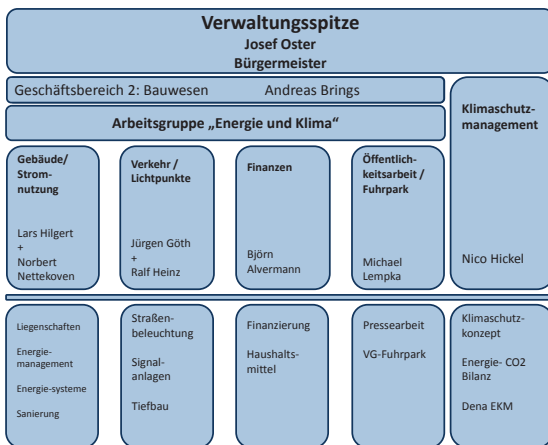 Verwaltungsspitze
Josef Oster
Bürgermeister
Geschäftsbereich 2: Bauwesen Andreas Brings
Arbeitsgruppe „Energie und Klima“
Klimaschutz-
management
Nico Hickel
Gebäude/
Strom-
nutzung
Lars Hilgert
+
Norbert
Nettekoven
Verkehr /
Lichtpunkte
Jürgen Göth
+
Ralf Heinz
Finanzen
Björn
Alvermann
Öffentlich-
keitsarbeit /
Fuhrpark
Michael
Lempka
Liegenschaften
Energie-
management
Energie-systeme
Sanierung
Straßen-
beleuchtung
Signal-
anlagen
Tiefbau
Finanzierung
Haushalts-
mittel
Pressearbeit
VG-Fuhrpark
Klimaschutz-
konzept
Energie- CO2
Bilanz
Dena EKM